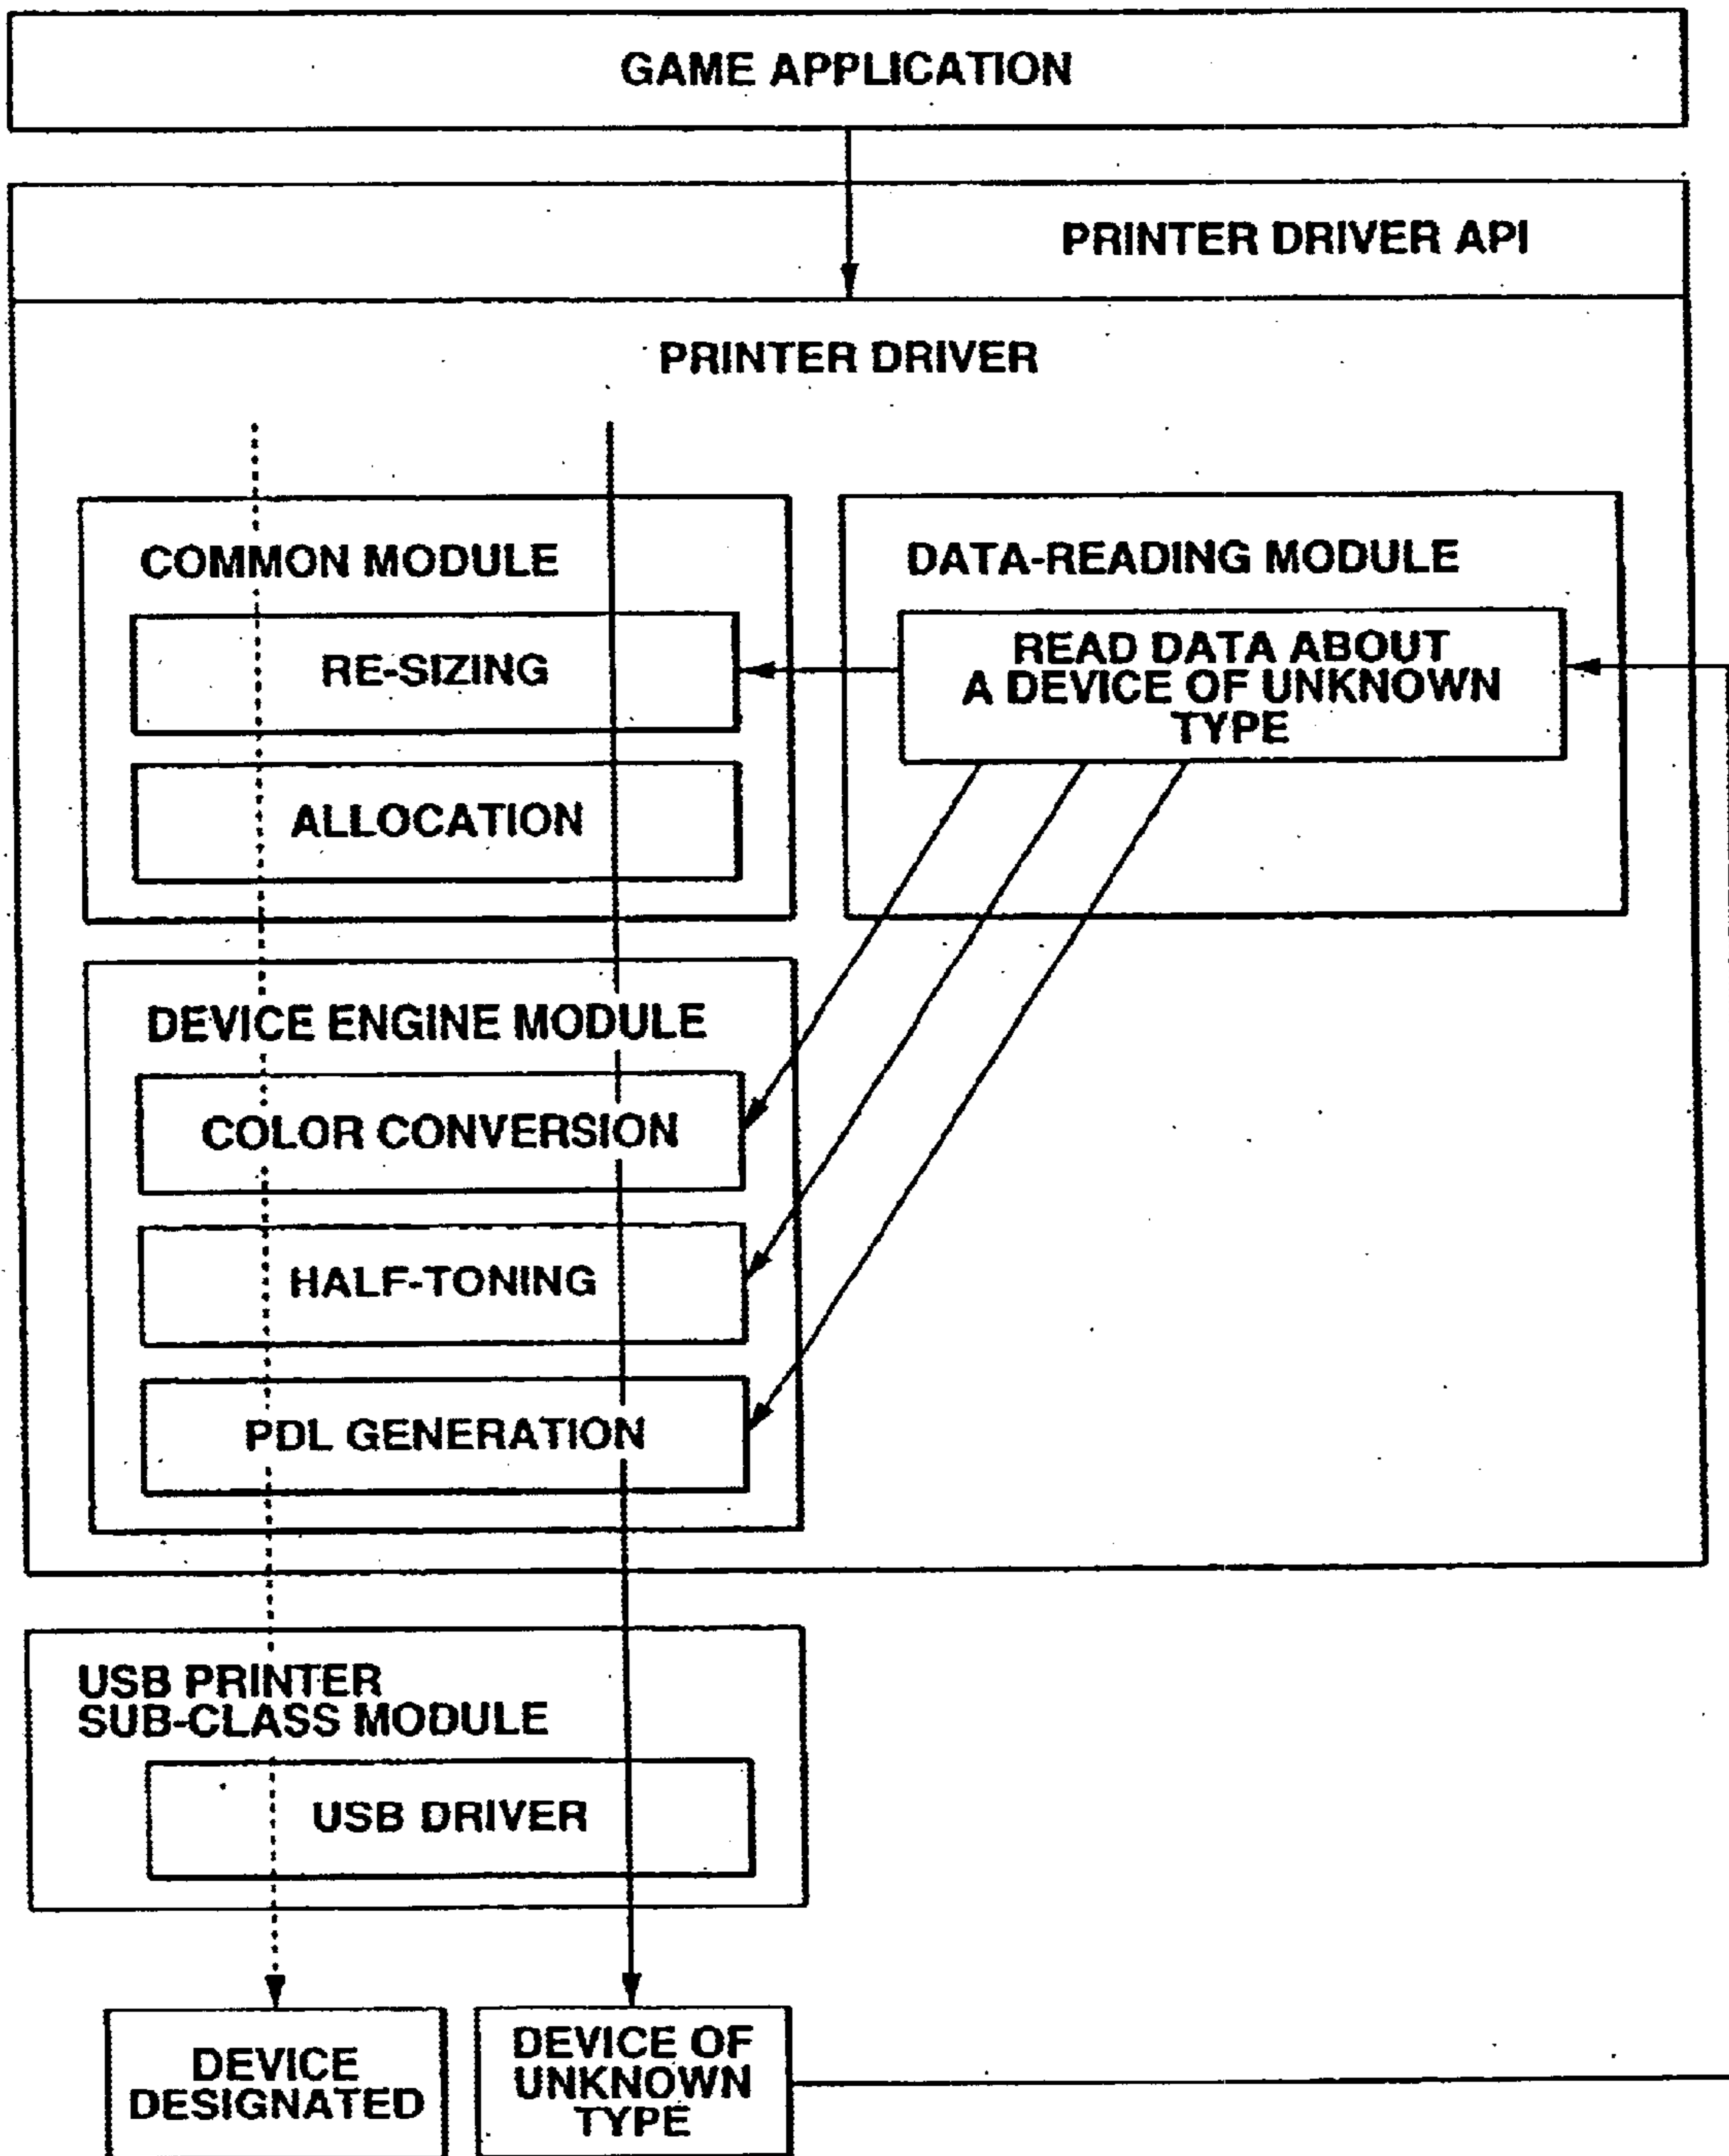 GAME APPLICATION
PRINTER DRIVER API
PRINTER DRIVER
COMMON MODULE
RE-SIZING
ALLOCATION
DATA-READING MODULE
READ DATA ABOUT
A DEVICE OF UNKNOWN
TYPE
DEVICE ENGINE MODULE
COLOR CONVERSION
HALF-TONING
PDL GENERATION
USB PRINTER
SUB-CLASS MODULE
USB DRIVER
DEVICE
DESIGNATED
DEVICE OF
UNKNOWN
TYPE